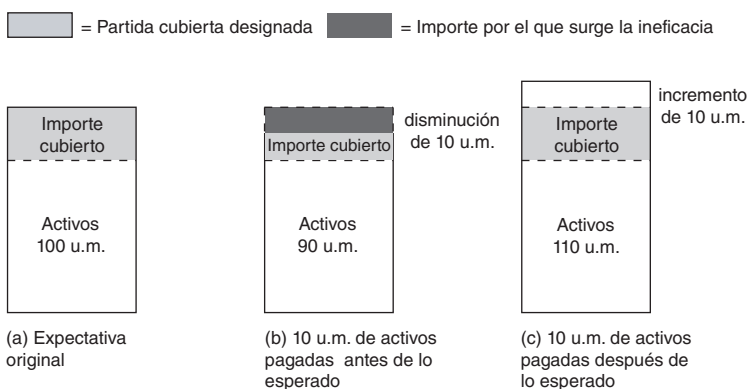 = Partida cubierta designada
= Importe por el que surge la ineficacia
Importe
cubierto
Activos
100 u.m.
(a) Expectativa
original
disminución
de 10 u.m.
Importe cubierto
Activos
90 u.m.
(b) 10 u.m. de activos
pagadas antes de lo
esperado
incremento
de 10 u.m.
Importe
cubierto
Activos
110 u.m.
(c) 10 u.m. de activos
pagadas después de
lo esperado